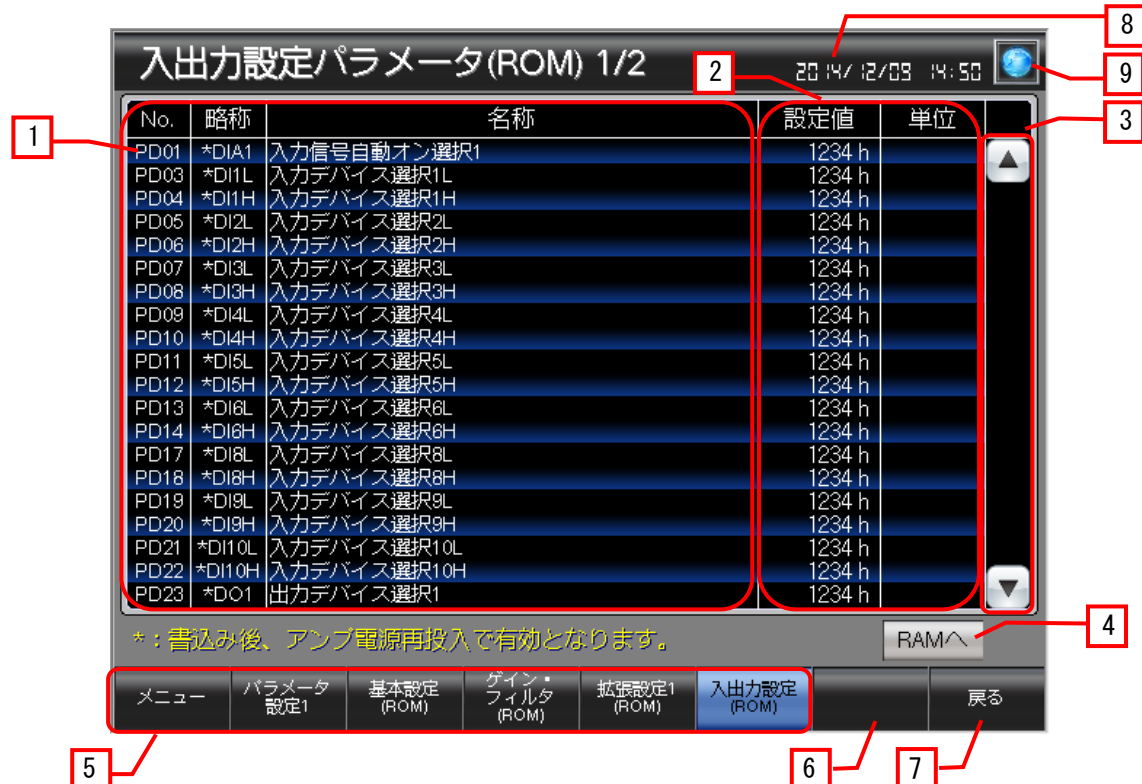 8
入出力設定パラメータ(ROM) 1/2
2
2014/12/09 14:50
9
3
No. 略称 名称 設定値 単位
1
PD01 *DIA1 入力信号自動オン選択1 1234 h
PD03 *DI1L 入力デバイス選択1L 1234 h
PD04 *DI1H 入力デバイス選択1H 1234 h
PD05 *DI2L 入力デバイス選択2L 1234 h
PD06 *DI2H 入力デバイス選択2H 1234 h
PD07 *DI3L 入力デバイス選択3L 1234 h
PD08 *DI3H 入力デバイス選択3H 1234 h
PD09 *DI4L 入力デバイス選択4L 1234 h
PD10 *DI4H 入力デバイス選択4H 1234 h
PD11 *DI5L 入力デバイス選択5L 1234 h
PD12 *DI5H 入力デバイス選択5H 1234 h
PD13 *DI6L 入力デバイス選択6L 1234 h
PD14 *DI6H 入力デバイス選択6H 1234 h
PD17 *DI8L 入力デバイス選択8L 1234 h
PD18 *DI8H 入力デバイス選択8H 1234 h
PD19 *DI9L 入力デバイス選択9L 1234 h
PD20 *DI9H 入力デバイス選択9H 1234 h
PD21 *DI10L 入力デバイス選択10L 1234 h
PD22 *DI10H 入力デバイス選択10H 1234 h
PD23 *DO1 出力デバイス選択1 1234 h
*：書込み後、アンプ電源再投入で有効となります。
RAMへ
4
メニュー
パラメータ
設定1
基本設定
(ROM)
ゲイン・
フィルタ
(ROM)
拡張設定1
(ROM)
入出力設定
(ROM)
戻る
5
6
7